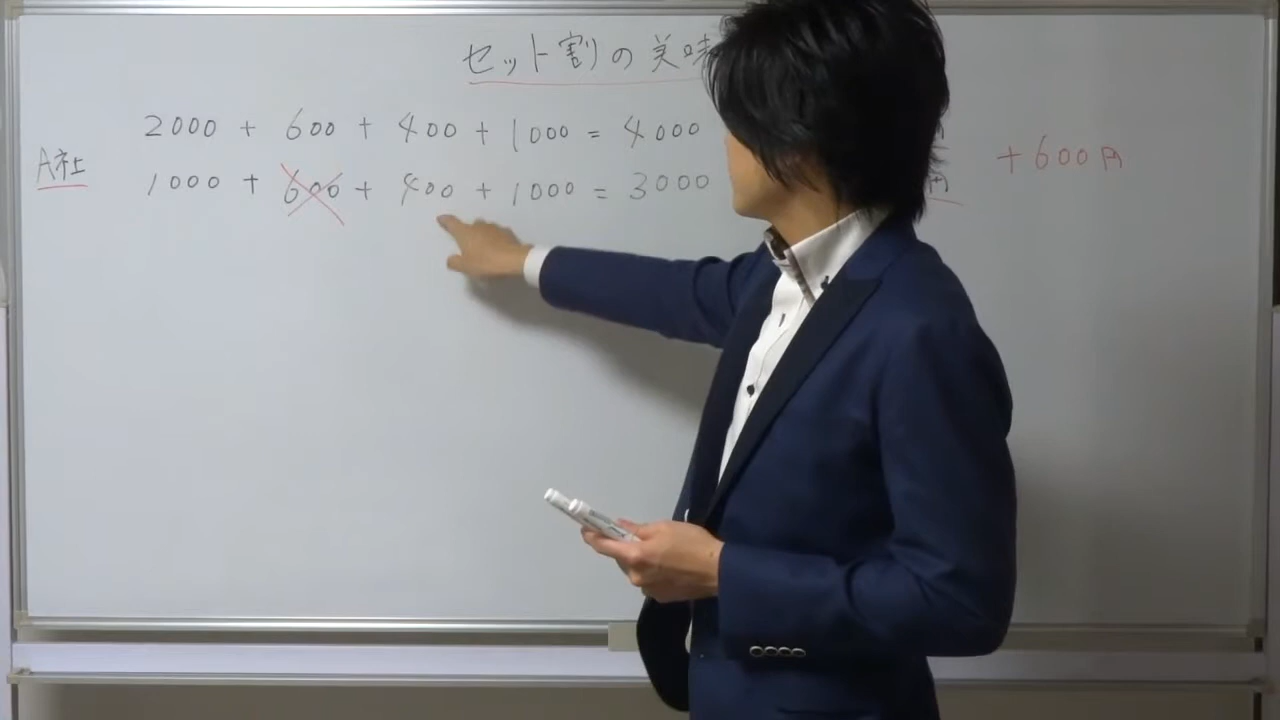 セット割の美味
2000 + 600 + 400 + 1000 = 4000
A社
1000 + 600 + 400 + 1000 = 3000
円
+600円